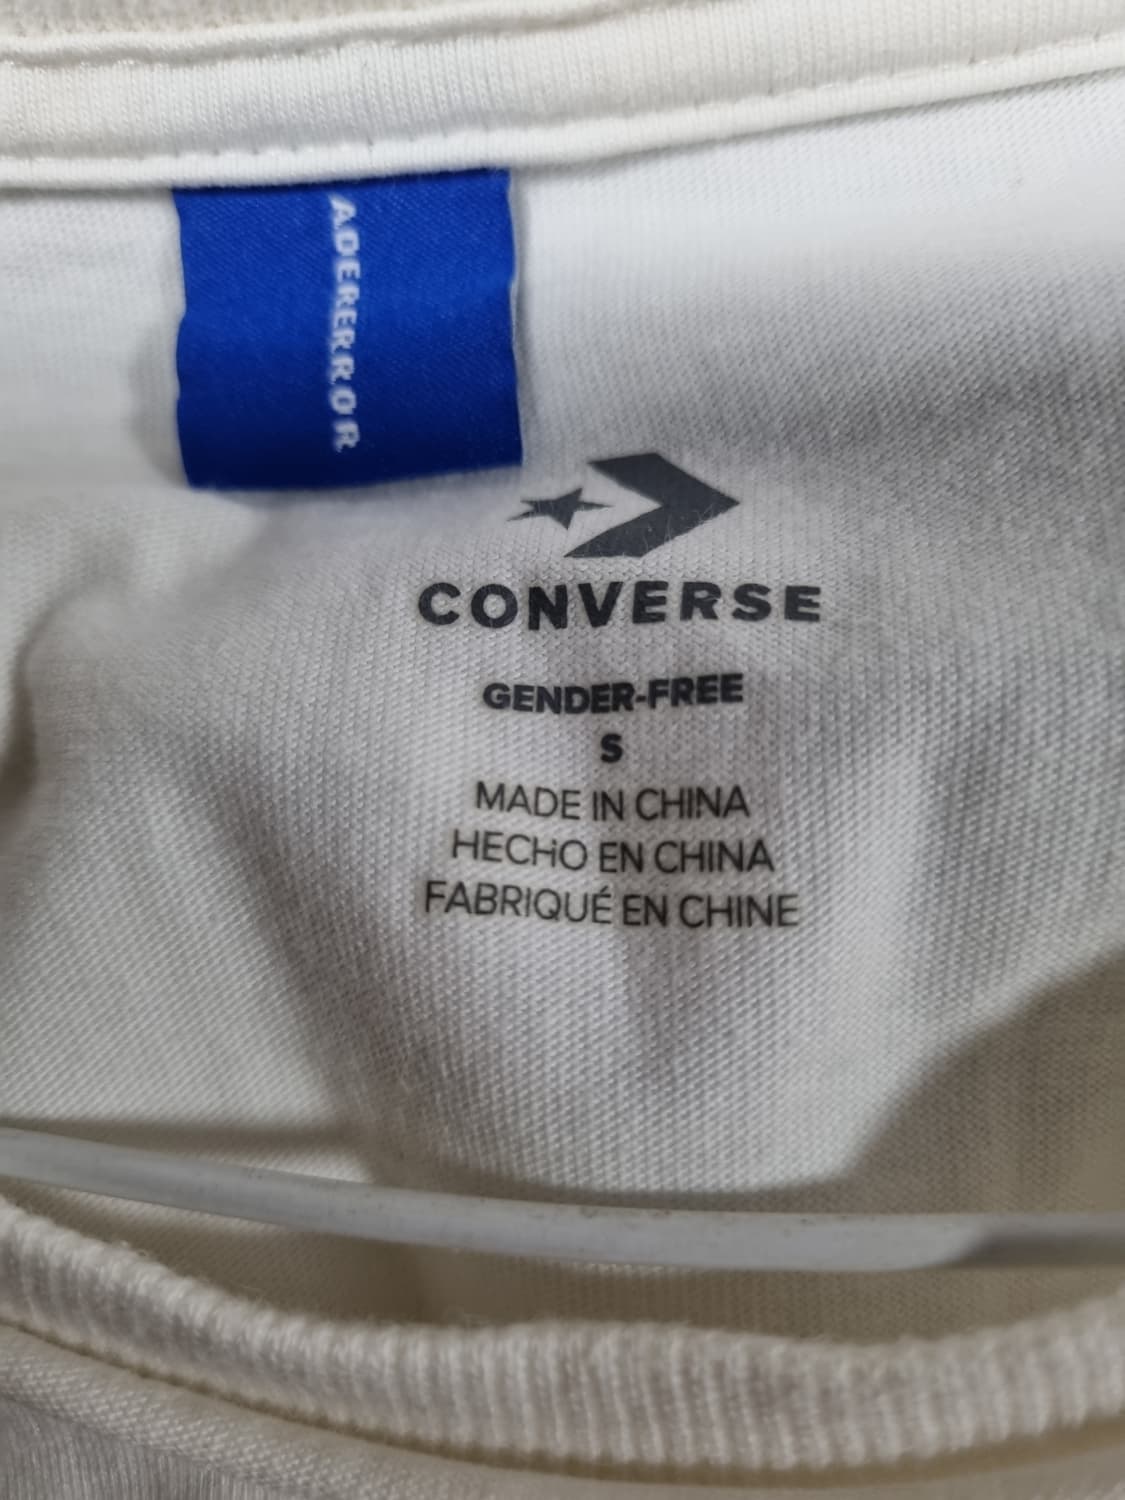 ADERERROR
CONVERSE
GENDER-FREE
S
MADE IN CHINA
HECHO EN CHINA
FABRIQUÉ EN CHINE